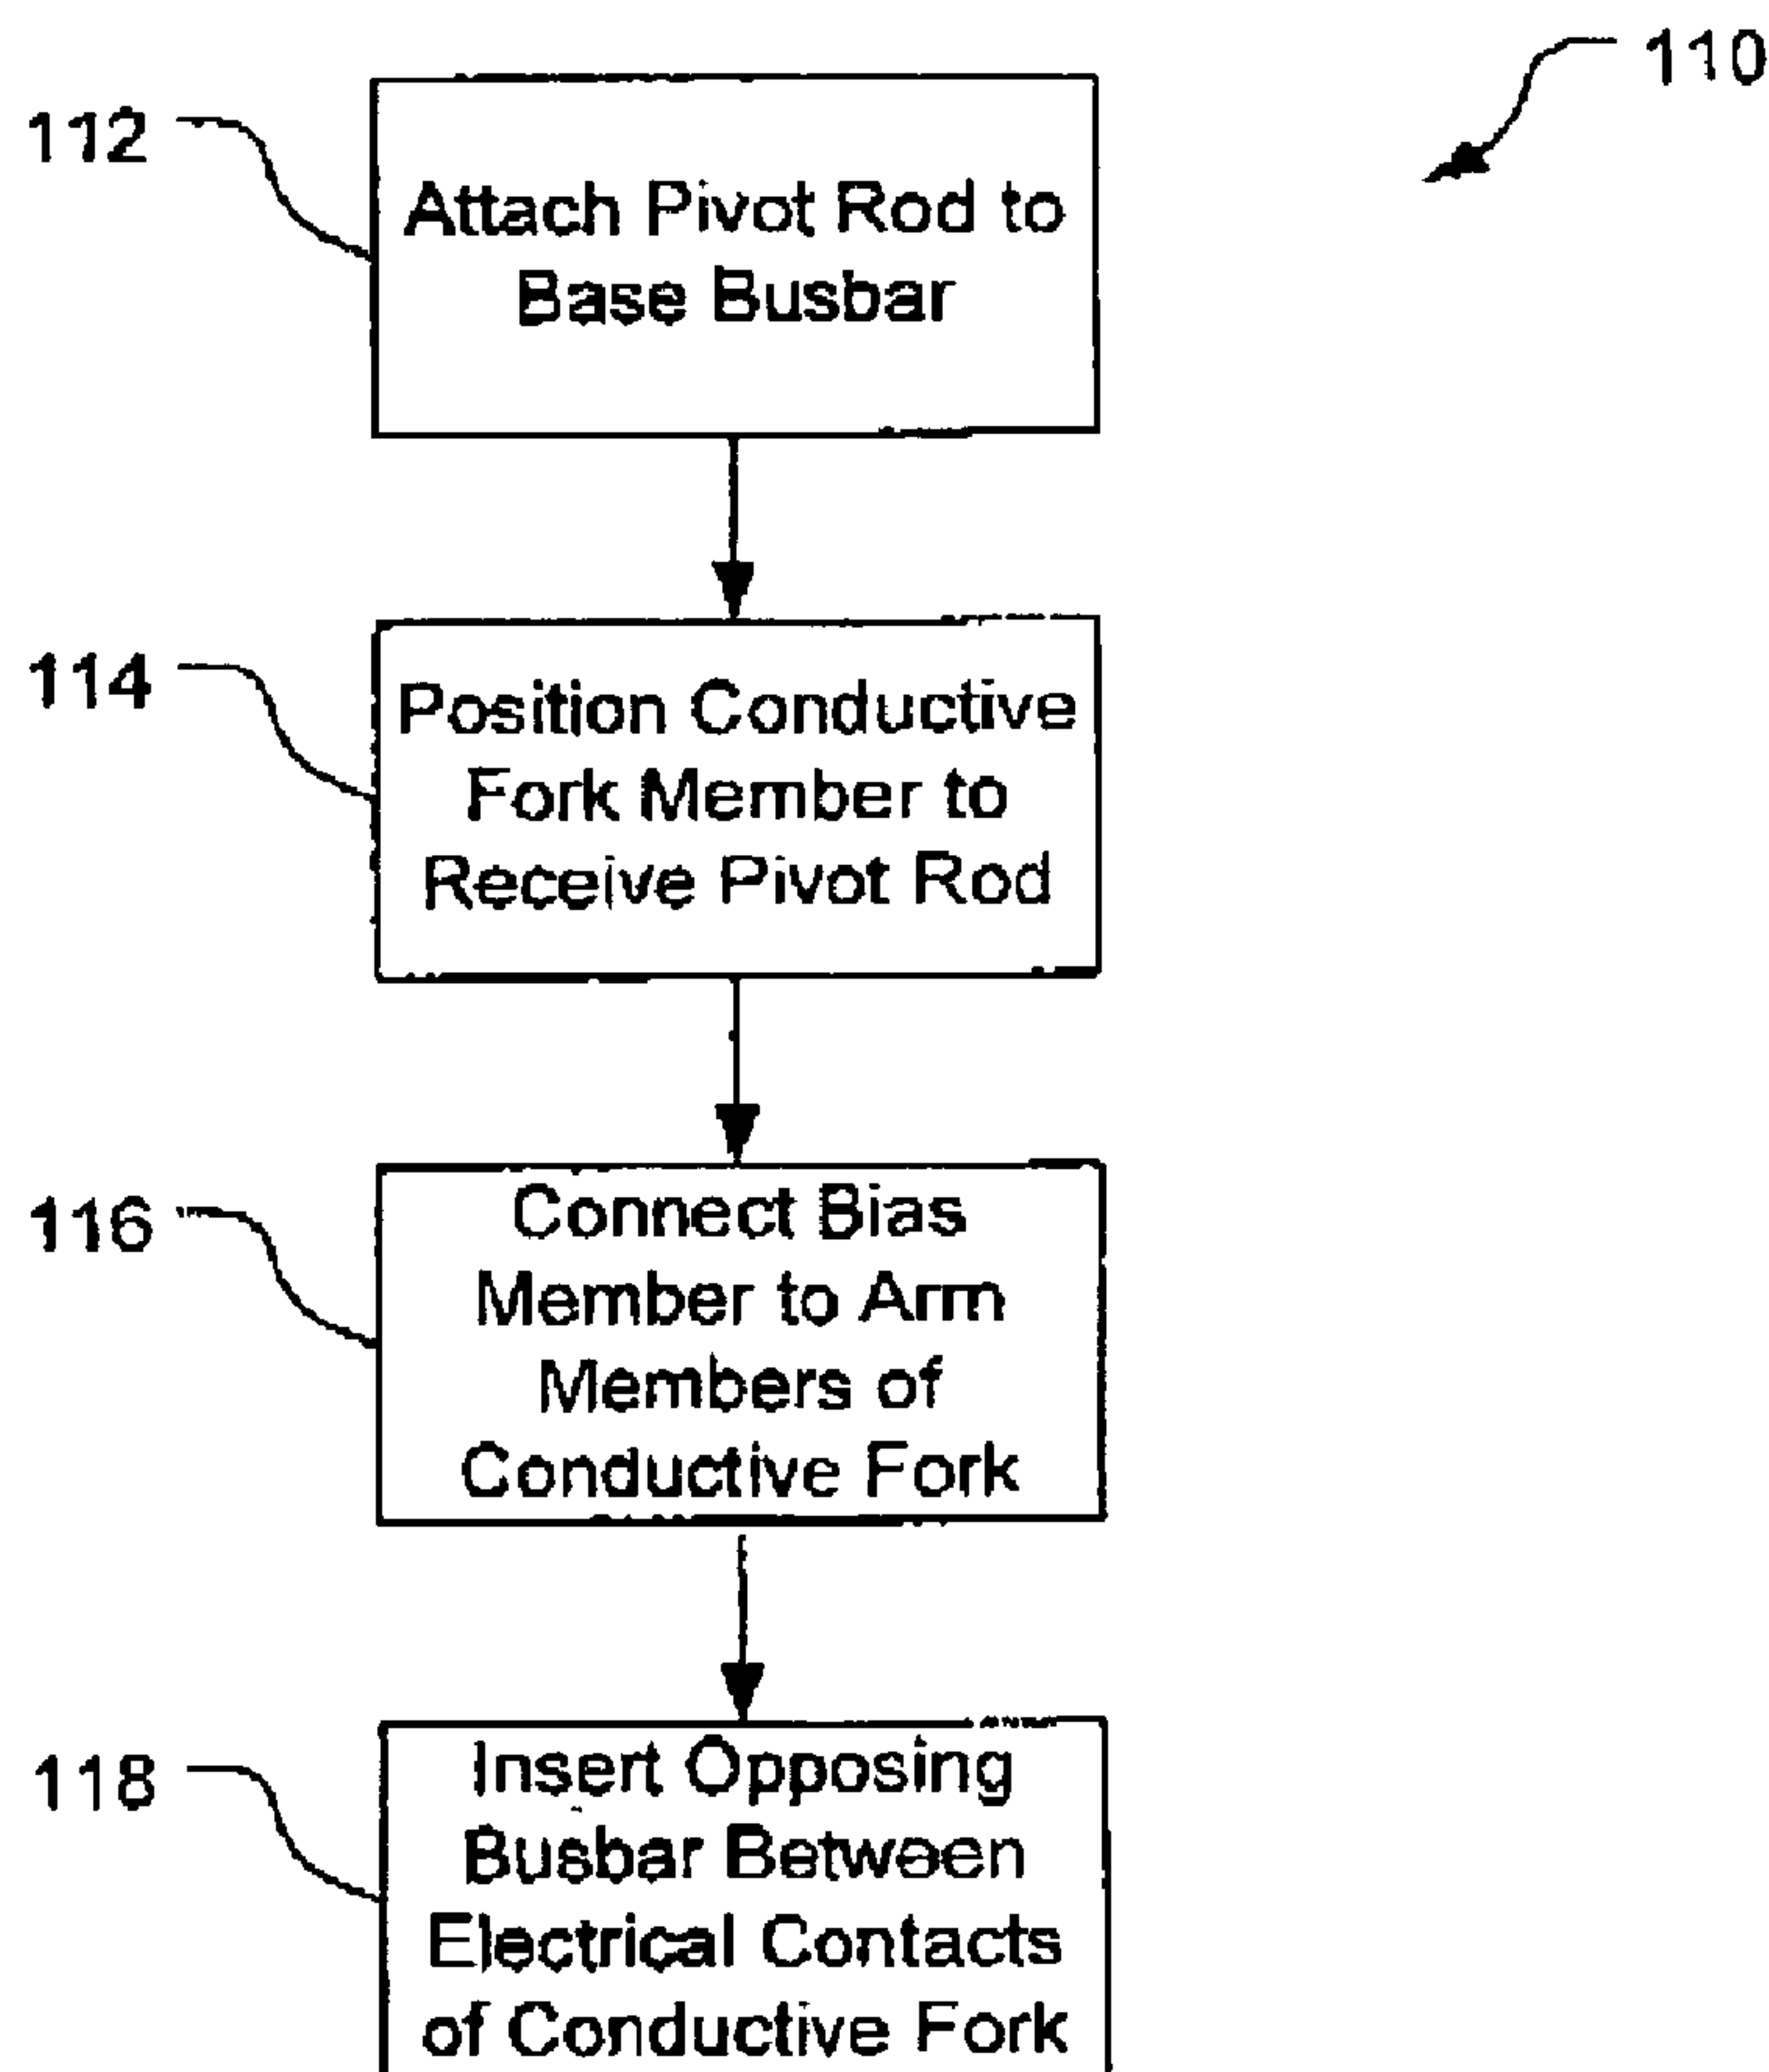 110
112
Attach Pivot Rod to
Base Busbar
114
Position Conductive
Fork Member to
Receive Pivot Rod
116
Connect Bias
Member to Arm
Members of
Conductive Fork
118
Insert Opposing
Busbar Between
Electrical Contacts
of Conductive Fork